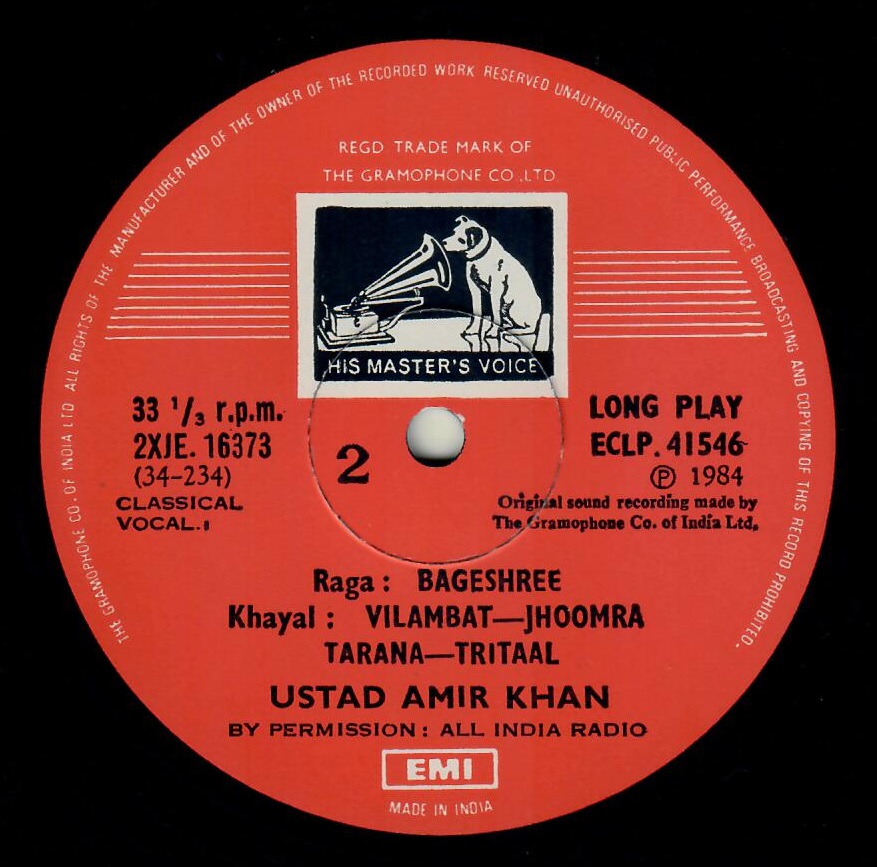 THE GRAMOPHONE CO. OF INDIA LTD ALL RIGHTS OF THE MANUFACTURER AND OF THE OWNER OF THE RECORDED WORK RESERVED UNAUTHORISED PUBLIC PERFORMANCE BROADCASTING AND COPYING OF THIS RECORD PROHIBITED.
REGD TRADE MARK OF
THE GRAMOPHONE CO.,LTD.
HIS MASTER'S VOICE
33 1/3 r.p.m.
2XJE. 16373
(34-234)
CLASSICAL
VOCAL.
2
LONG PLAY
ECLP. 41546
Ⓟ 1984
Original sound recording made by
The Gramophone Co. of India Ltd.
Raga : BAGESHREE
Khayal : VILAMBAT—JHOOMRA
TARANA—TRITAAL
USTAD AMIR KHAN
BY PERMISSION : ALL INDIA RADIO
EMI
MADE IN INDIA